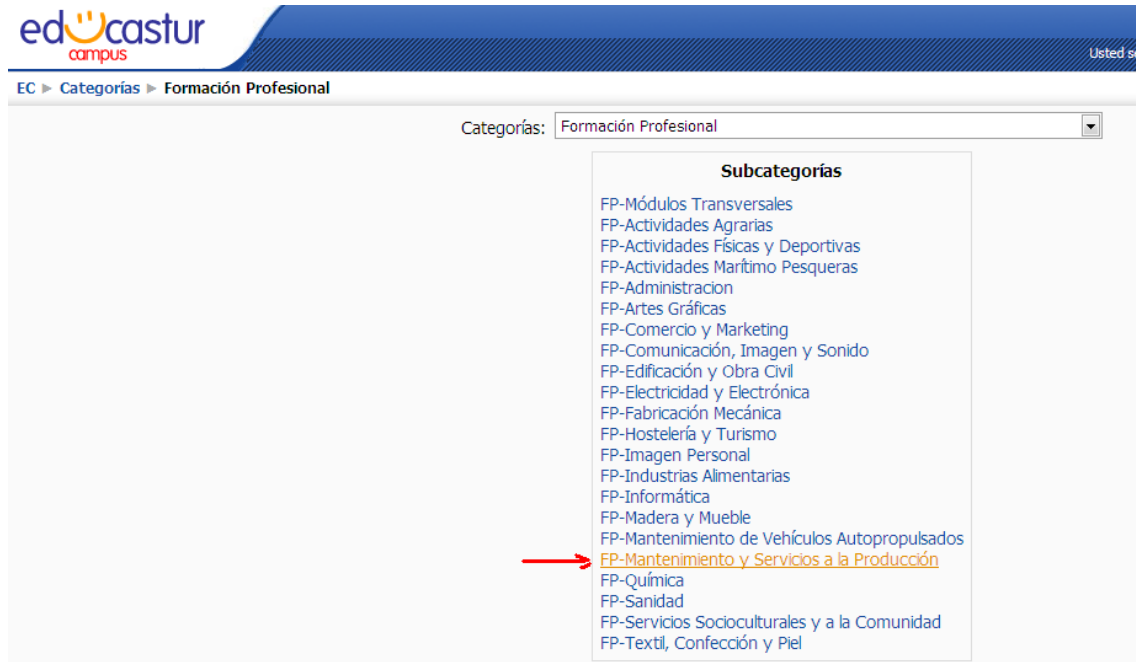 educastur
campus
Usted s
EC ► Categorías ► Formación Profesional
Categorías: Formación Profesional
Subcategorías
FP-Módulos Transversales
FP-Actividades Agrarias
FP-Actividades Físicas y Deportivas
FP-Actividades Marítimo Pesqueras
FP-Administracion
FP-Artes Gráficas
FP-Comercio y Marketing
FP-Comunicación, Imagen y Sonido
FP-Edificación y Obra Civil
FP-Electricidad y Electrónica
FP-Fabricación Mecánica
FP-Hostelería y Turismo
FP-Imagen Personal
FP-Industrias Alimentarias
FP-Informática
FP-Madera y Mueble
FP-Mantenimiento de Vehículos Autopropulsados
FP-Mantenimiento y Servicios a la Producción
FP-Química
FP-Sanidad
FP-Servicios Socioculturales y a la Comunidad
FP-Textil, Confección y Piel